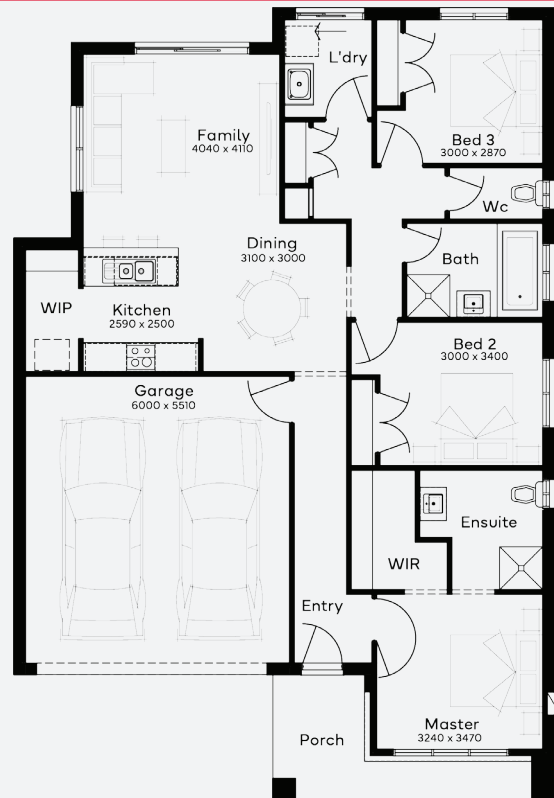 L'dry
Family
4040 x 4110
Bed 3
3000 x 2870
Wc
Dining
3100 x 3000
Bath
WIP
Kitchen
2590 x 2500
Bed 2
3000 x 3400
Garage
6000 x 5510
Ensuite
WIR
Entry
Master
3240 x 3470
Porch